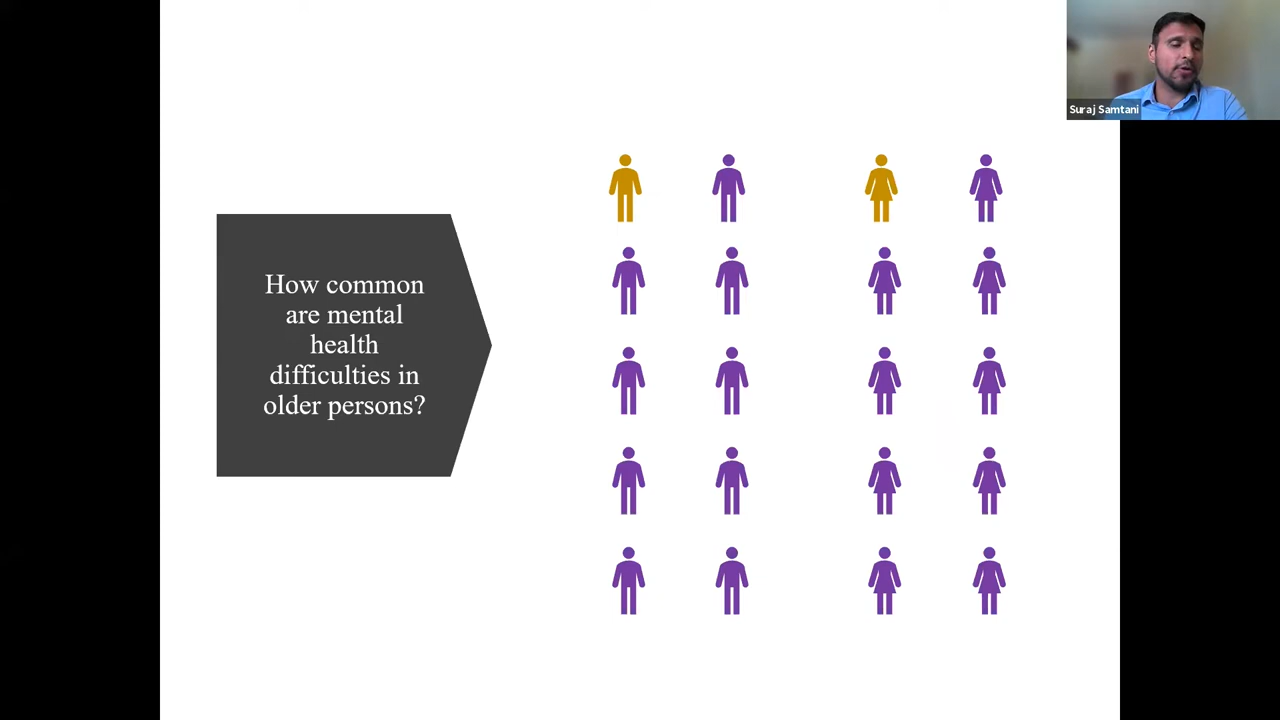 Suraj Samtani
How common
are mental
health
difficulties in
older persons?